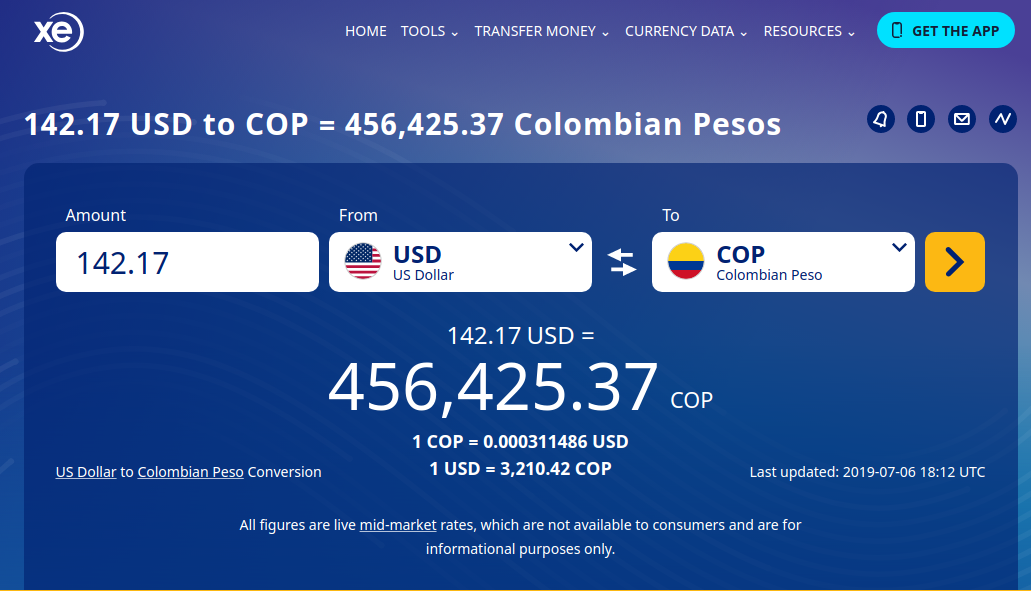 xe HOME TOOLS TRANSFER MONEY CURRENCY DATA RESOURCES GET THE APP
142.17 USD to COP = 456,425.37 Colombian Pesos
Amount From To
142.17 USD COP
US Dollar Colombian Peso
142.17 USD =
456,425.37 COP
1 COP = 0.000311486 USD
1 USD = 3,210.42 COP
US Dollar to Colombian Peso Conversion Last updated: 2019-07-06 18:12 UTC
All figures are live mid-market rates, which are not available to consumers and are for
informational purposes only.